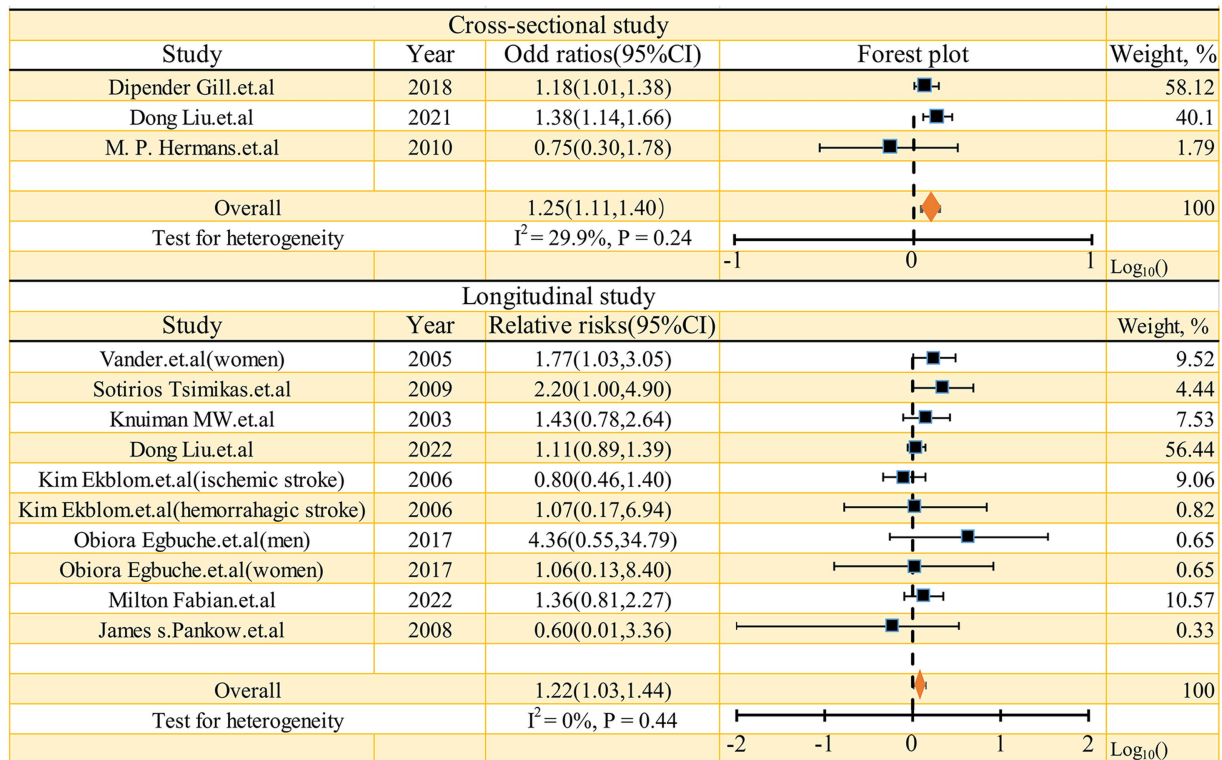 Cross-sectional study
Study Year Odd ratios(95%CI) Forest plot Weight, %
Dipender Gill.et.al 2018 1.18(1.01,1.38) 58.12
Dong Liu.et.al 2021 1.38(1.14,1.66) 40.1
M. P. Hermans.et.al 2010 0.75(0.30,1.78) 1.79
Overall 1.25(1.11,1.40) 100
Test for heterogeneity I² = 29.9%, P = 0.24
-1 0 1 Log₁₀()
Longitudinal study
Study Year Relative risks(95%CI) Weight, %
Vander.et.al(women) 2005 1.77(1.03,3.05) 9.52
Sotirios Tsimikas.et.al 2009 2.20(1.00,4.90) 4.44
Knuiman MW.et.al 2003 1.43(0.78,2.64) 7.53
Dong Liu.et.al 2022 1.11(0.89,1.39) 56.44
Kim Ekblom.et.al(ischemic stroke) 2006 0.80(0.46,1.40) 9.06
Kim Ekblom.et.al(hemorrahagic stroke) 2006 1.07(0.17,6.94) 0.82
Obiora Egbuche.et.al(men) 2017 4.36(0.55,34.79) 0.65
Obiora Egbuche.et.al(women) 2017 1.06(0.13,8.40) 0.65
Milton Fabian.et.al 2022 1.36(0.81,2.27) 10.57
James s.Pankow.et.al 2008 0.60(0.01,3.36) 0.33
Overall 1.22(1.03,1.44) 100
Test for heterogeneity I² = 0%, P = 0.44
-2 -1 0 1 2 Log₁₀()